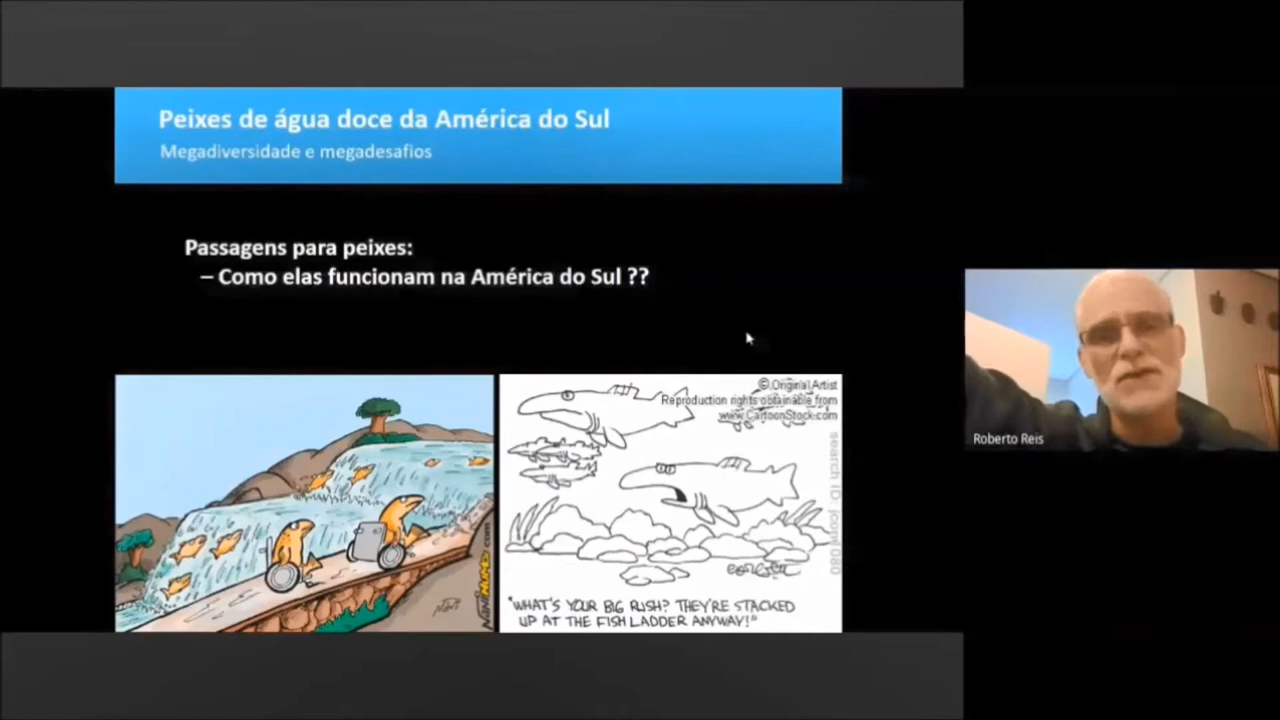 Peixes de água doce da América do Sul
Megadiversidade e megadesafios
Passagens para peixes:
– Como elas funcionam na América do Sul ??
© Original Artist
Reproduction rights obtainable from
www.CartoonStock.com
search ID:
"WHAT'S YOUR BIG RUSH? THEY'RE STACKED
UP AT THE FISH LADDER ANYWAY!"
Roberto Reis